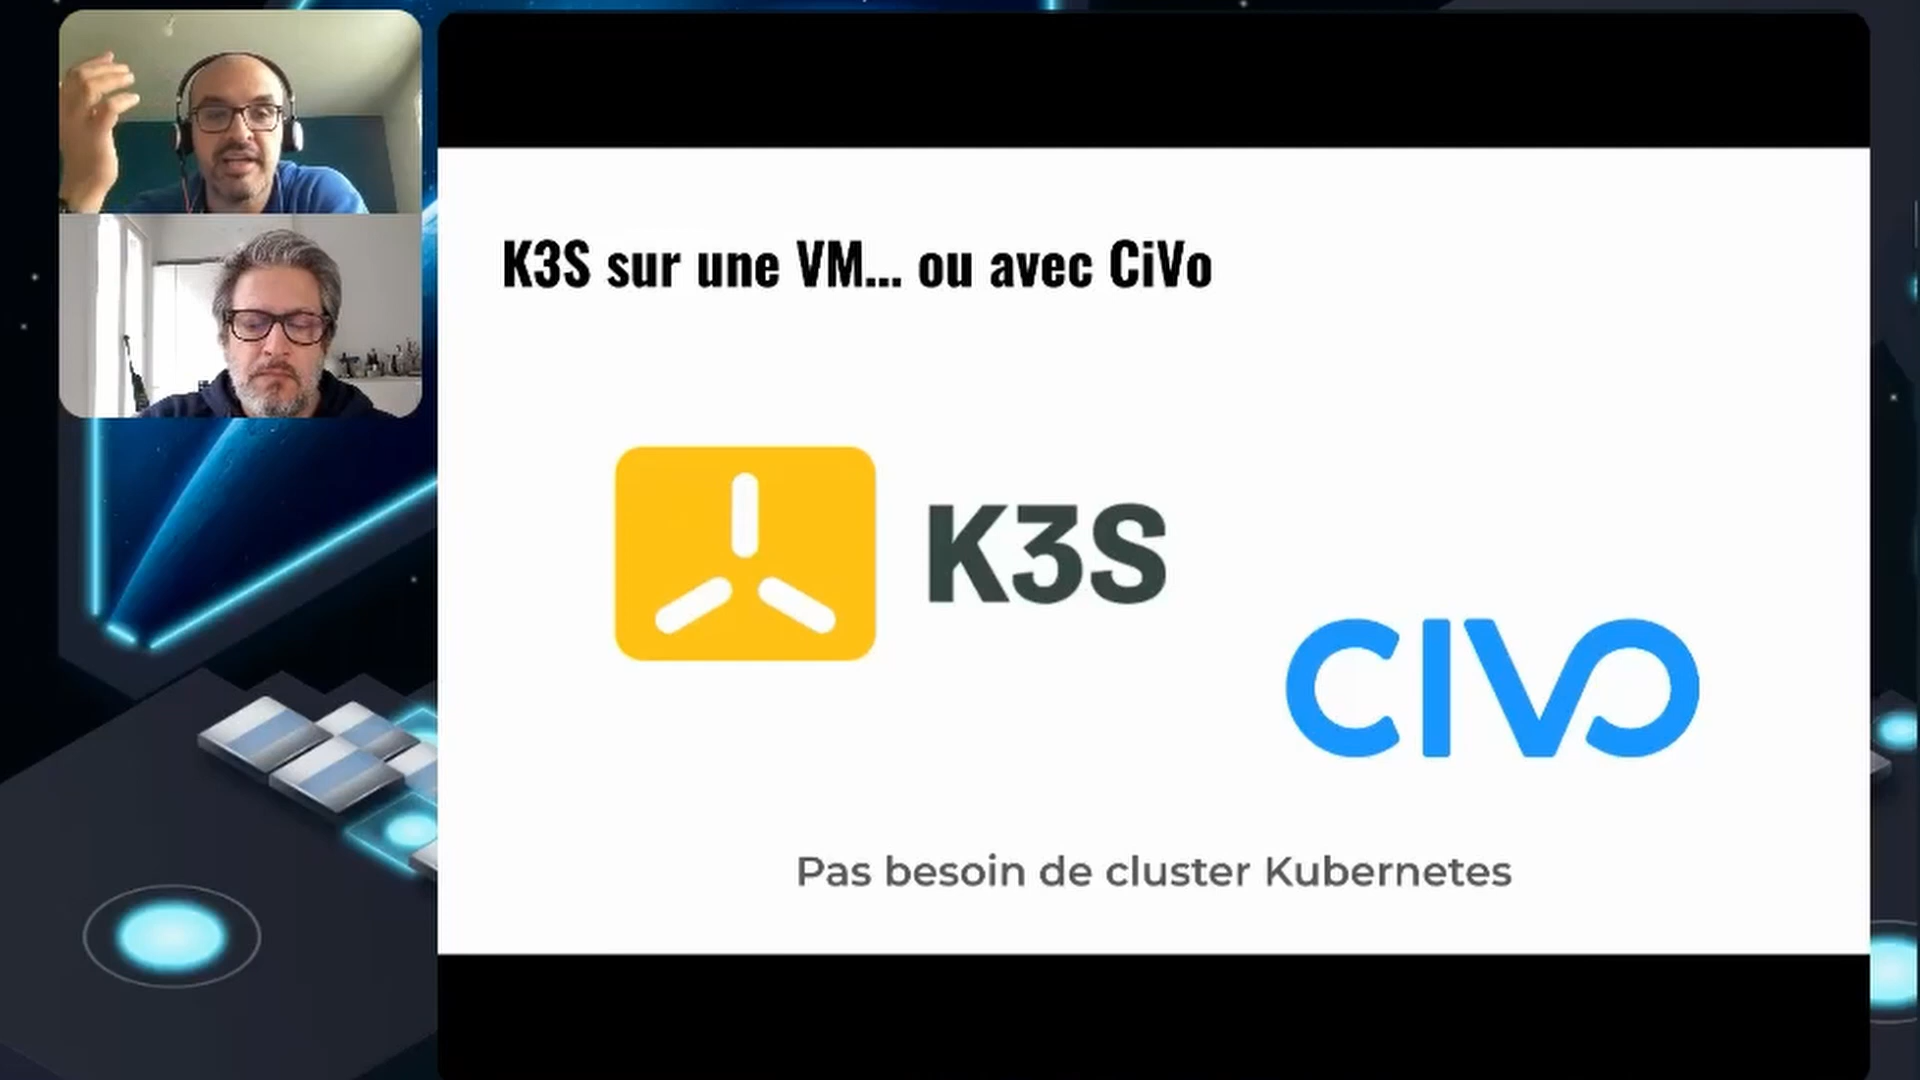 K3S sur une VM... ou avec CiVo
K3S
CIVO
Pas besoin de cluster Kubernetes